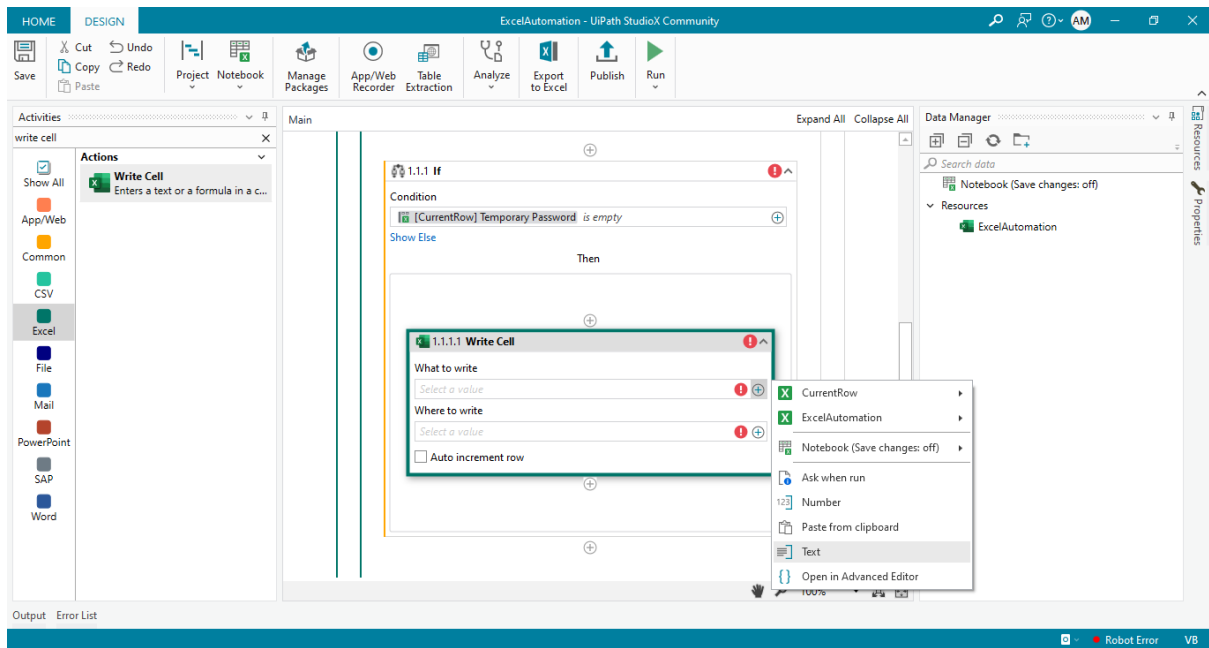 HOME DESIGN ExcelAutomation - UiPath StudioX Community AM
Save
Cut Undo
Copy Redo
Paste
Project Notebook
Manage Packages
App/Web Recorder
Table Extraction
Analyze
Export to Excel
Publish
Run
Activities
write cell
Show All
App/Web
Common
CSV
Excel
File
Mail
PowerPoint
SAP
Word
Actions
Write Cell
Enters a text or a formula in a c...
Main Expand All Collapse All
1.1.1 If
Condition
[CurrentRow] Temporary Password is empty
Show Else
Then
1.1.1.1 Write Cell
What to write
Select a value
Where to write
Select a value
Auto increment row
CurrentRow
ExcelAutomation
Notebook (Save changes: off)
Ask when run
123 Number
Paste from clipboard
Text
{} Open in Advanced Editor
100%
Data Manager
Search data
Notebook (Save changes: off)
Resources
ExcelAutomation
Resources
Properties
Output Error List
Robot Error VB